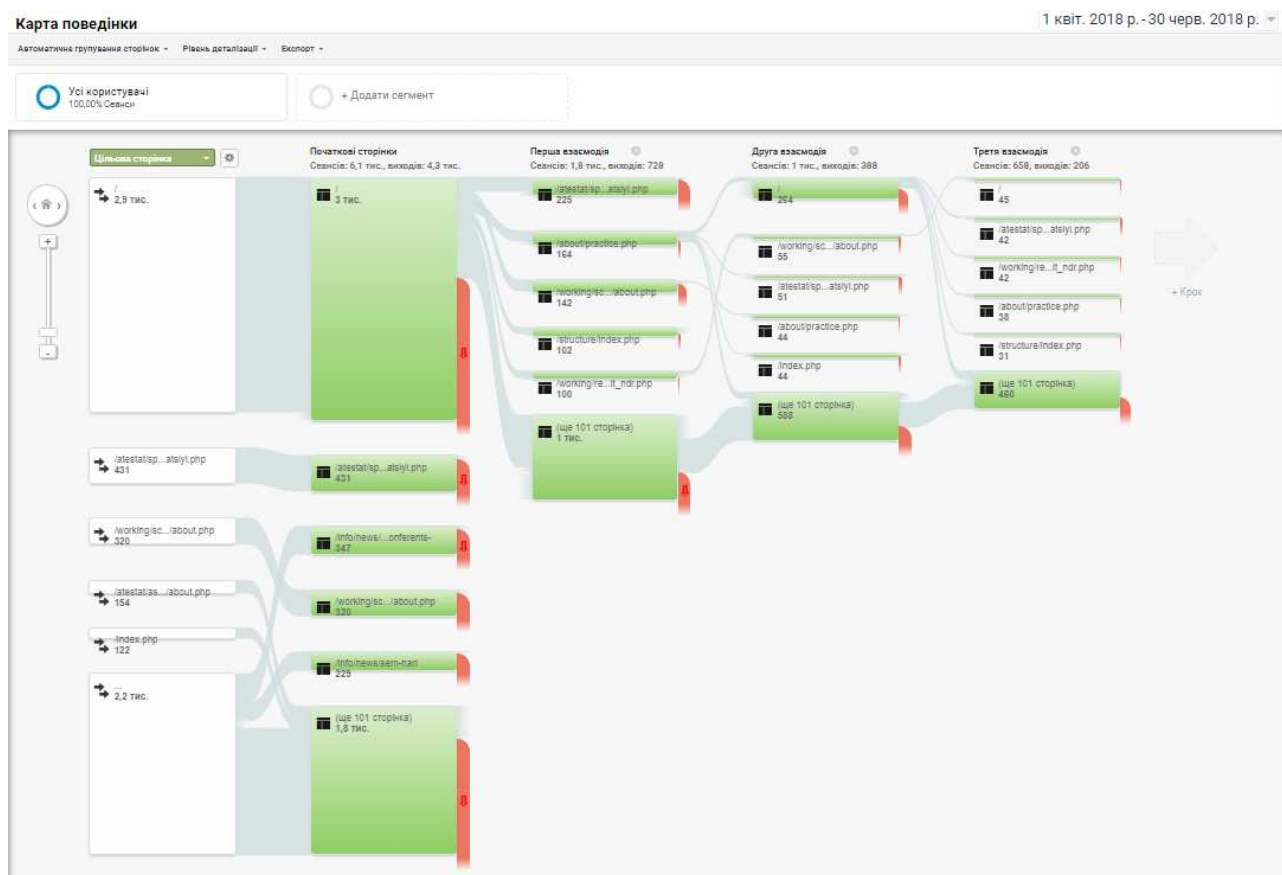 Карта поведінки
1 квіт. 2018 р. - 30 черв. 2018 р.
Автоматичне групування сторінок
Рівень деталізації
Експорт
Усі користувачі
100,00% Сеанси
+ Додати сегмент
Цільова сторінка
Початкові сторінки
Сеансів: 6,1 тис., виходів: 4,3 тис.
Перша взаємодія
Сеансів: 1,8 тис., виходів: 728
Друга взаємодія
Сеансів: 1 тис., виходів: 388
Третя взаємодія
Сеансів: 658, виходів: 206
/
2,9 тис.
/atestat/sp...atsiyi.php
431
/working/sc.../about.php
320
/atestat/as.../about.php
154
/index.php
122
...
2,2 тис.
/
3 тис.
/atestat/sp...atsiyi.php
431
/info/news/...onferents-
347
/working/sc.../about.php
320
/info/news/sem-nari
225
(ще 101 сторінка)
1,8 тис.
/atestat/sp...atsiyi.php
225
/about/practice.php
164
/working/sc.../about.php
142
/structure/index.php
102
/working/re...lt_ndr.php
100
(ще 101 сторінка)
1 тис.
/
264
/working/sc.../about.php
55
/atestat/sp...atsiyi.php
51
/about/practice.php
44
/index.php
44
(ще 101 сторінка)
588
/
45
/atestat/sp...atsiyi.php
42
/working/re...lt_ndr.php
42
/about/practice.php
38
/structure/index.php
31
(ще 101 сторінка)
460
+ Крок